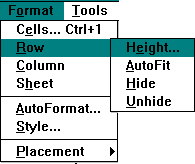 Format Tools
Cells... Ctrl+1
Row
Column
Sheet
AutoFormat...
Style...
Placement
Height...
AutoFit
Hide
Unhide